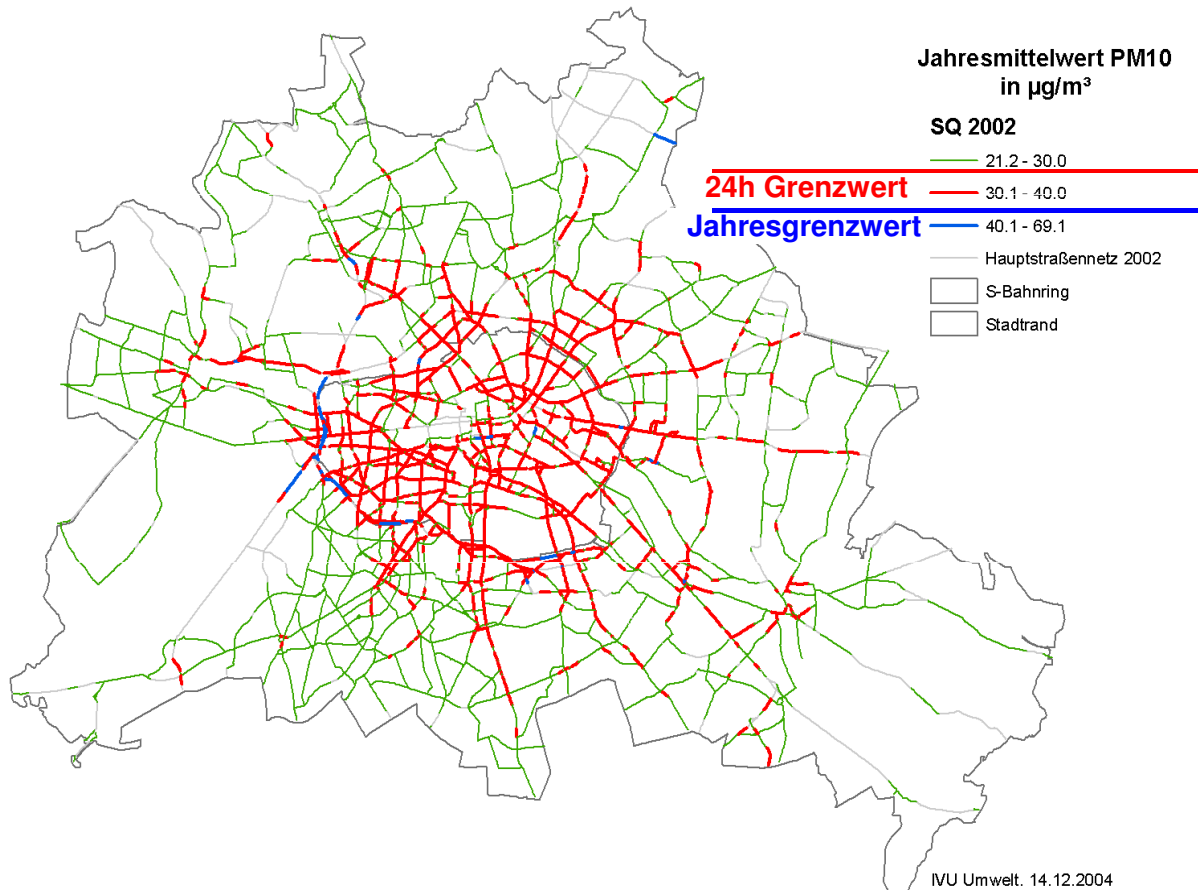 Jahresmittelwert PM10
in µg/m³
SQ 2002
21.2 - 30.0
24h Grenzwert
30.1 - 40.0
Jahresgrenzwert
40.1 - 69.1
Hauptstraßennetz 2002
S-Bahnring
Stadtrand
IVU Umwelt. 14.12.2004